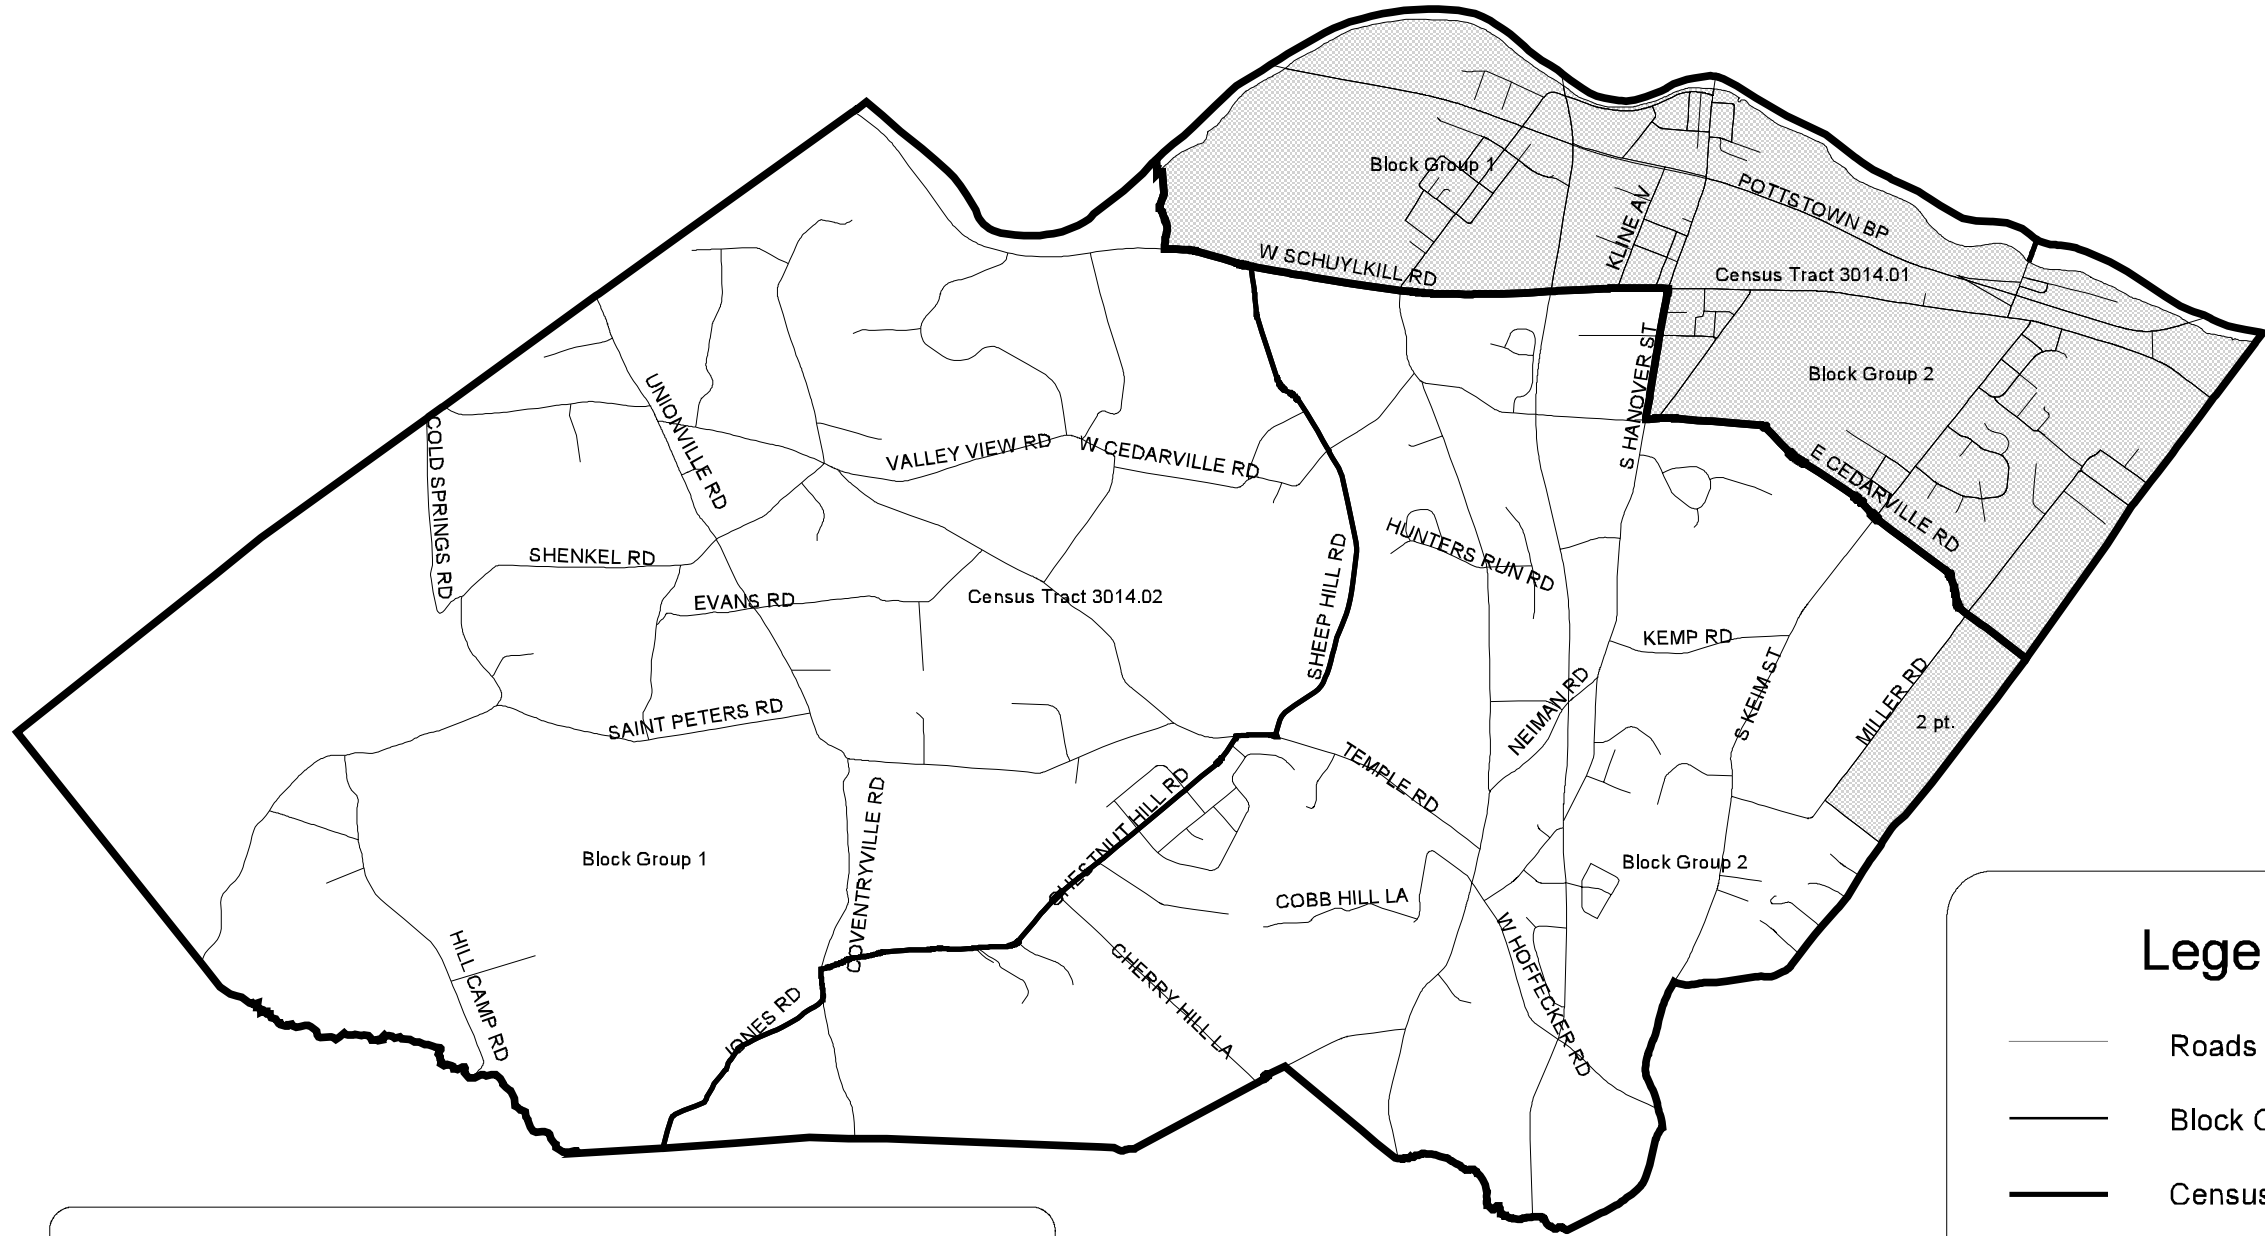 Block Group 1
POTTSTOWN BP
KLINE AV
W SCHUYLKILL RD
Census Tract 3014.01
Block Group 2
S HANOVER ST
UNIONVILLE RD
COLD SPRINGS RD
VALLEY VIEW RD
W CEDARVILLE RD
E CEDARVILLE RD
HUNTERS RUN RD
SHENKEL RD
EVANS RD
Census Tract 3014.02
SHEEP HILL RD
KEMP RD
S KEIM ST
MILLER RD
2 pt.
NEIMAN RD
SAINT PETERS RD
TEMPLE RD
CHESTNUT HILL RD
COVENTRYVILLE RD
Block Group 1
Block Group 2
COBB HILL LA
W HOFFECKER RD
HILL CAMP RD
CHERRY HILL LA
JONES RD
Lege
Roads
Block G
Census